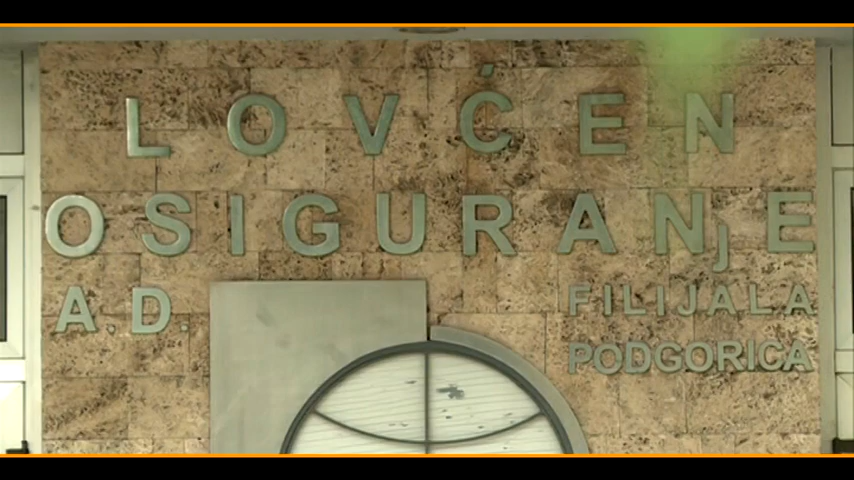 LOVĆEN
OSIGURANjE
A.D.
FILIJALA
PODGORICA